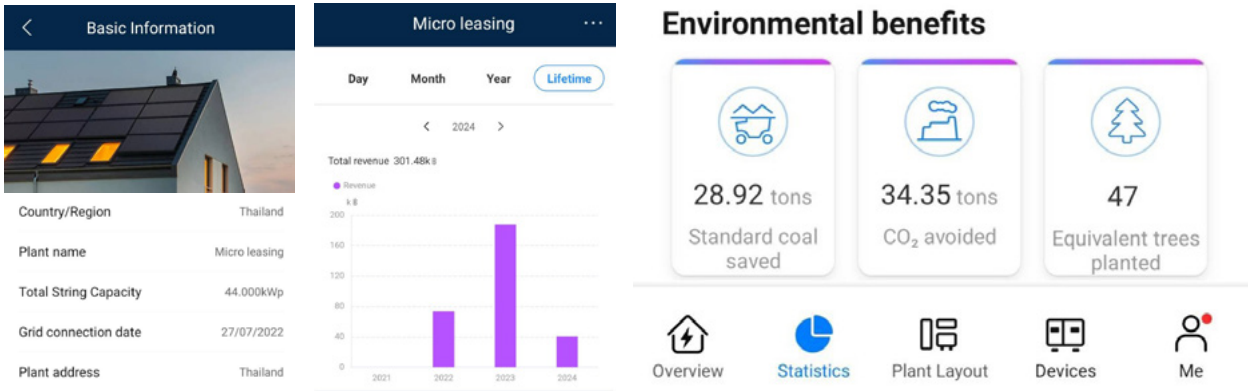 Basic Information
Country/Region Thailand
Plant name Micro leasing
Total String Capacity 44.000kWp
Grid connection date 27/07/2022
Plant address Thailand
Micro leasing
Day Month Year Lifetime
2024
Total revenue 301.48k฿
Revenue
k฿
200
160
120
80
40
0
2021 2022 2023 2024
Environmental benefits
28.92 tons
Standard coal
saved
34.35 tons
CO₂ avoided
47
Equivalent trees
planted
Overview Statistics Plant Layout Devices Me